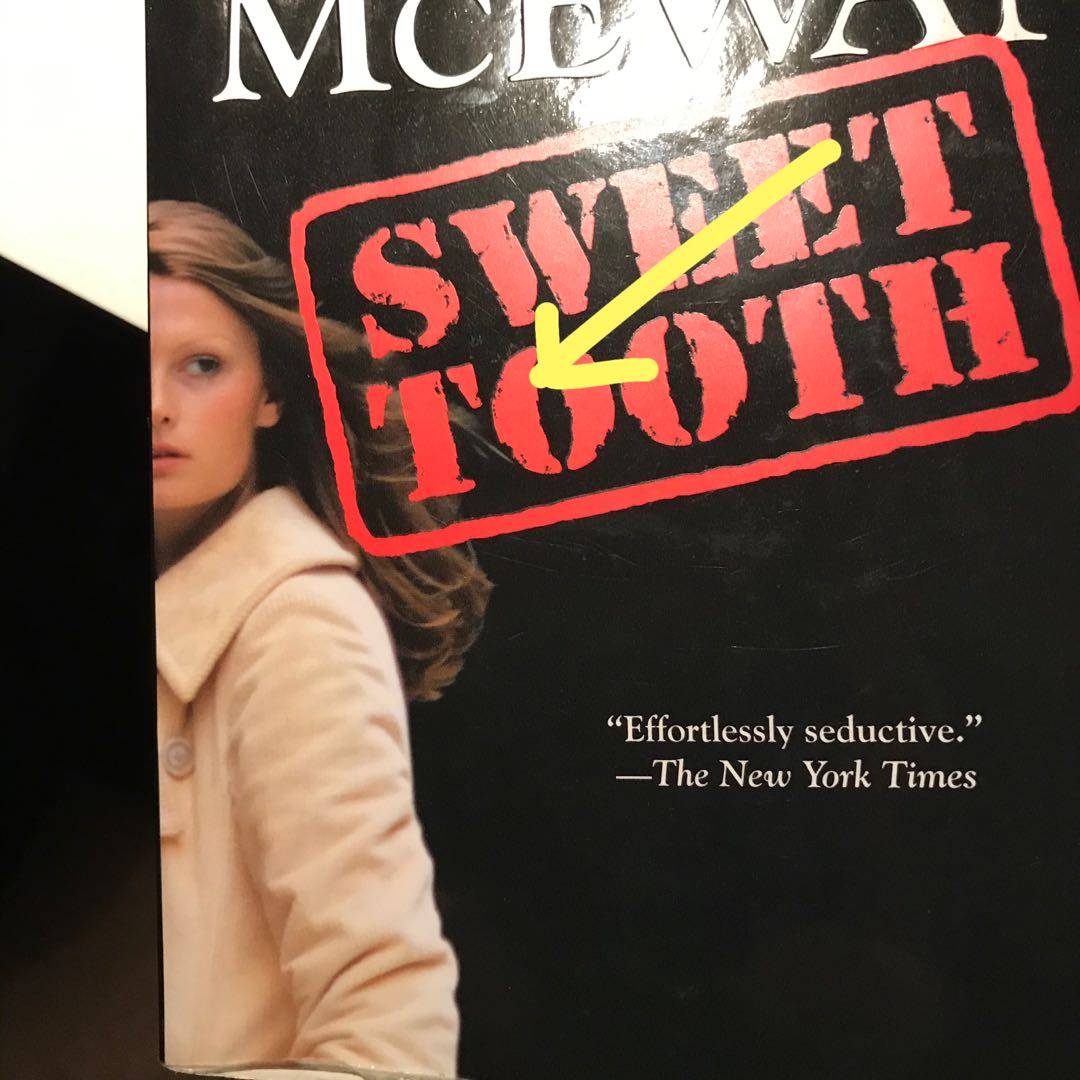 MCEWA
SWEET
TOOTH
“Effortlessly seductive.”
—The New York Times